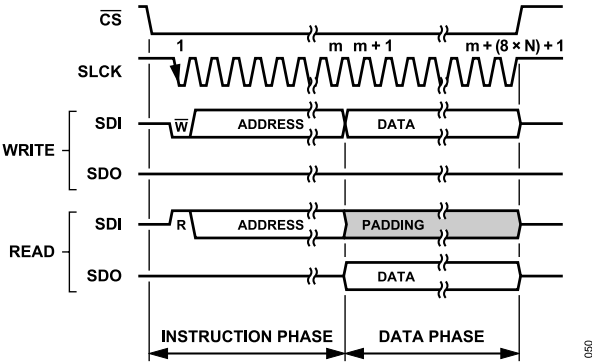 CS
1 m m + 1 m + (8 × N) + 1
SLCK
SDI W ADDRESS DATA
WRITE
SDO
SDI R ADDRESS PADDING
READ
SDO DATA
INSTRUCTION PHASE DATA PHASE
050